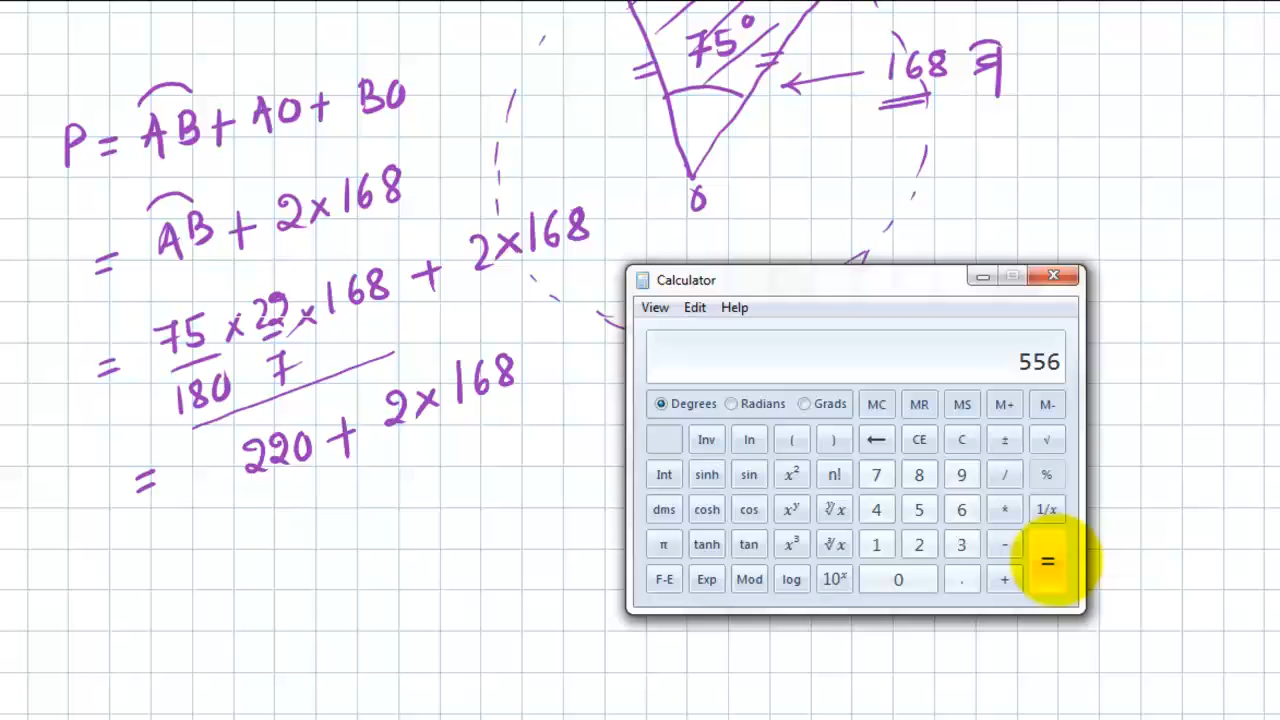 75°
168 मी
O
P = AB + AO + BO
= AB + 2×168
= 75/180 × 22/7 × 168 + 2×168
= 220 + 2×168
Calculator
View Edit Help
556
Degrees Radians Grads MC MR MS M+ M-
Inv ln ( ) ← CE C ± √
Int sinh sin x² n! 7 8 9 / %
dms cosh cos xʸ ʸ√x 4 5 6 * 1/x
π tanh tan x³ ³√x 1 2 3 - =
F-E Exp Mod log 10ˣ 0 . +